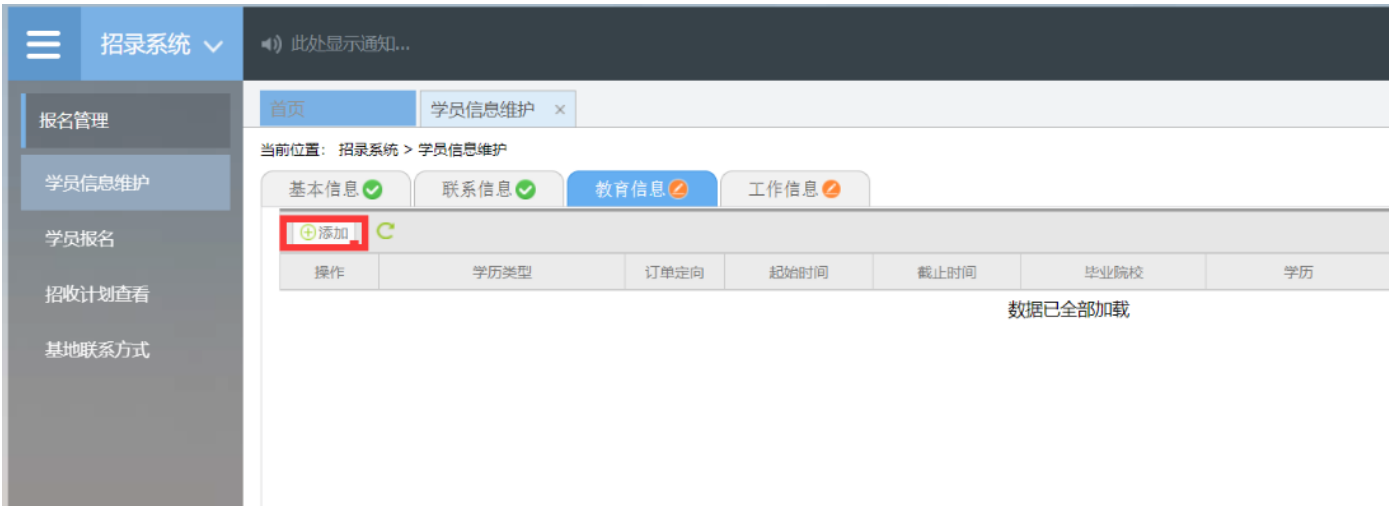 招录系统
此处显示通知...
报名管理
学员信息维护
学员报名
招收计划查看
基地联系方式
首页
学员信息维护 ×
当前位置： 招录系统 > 学员信息维护
基本信息
联系信息
教育信息
工作信息
添加
操作
学历类型
订单定向
起始时间
截止时间
毕业院校
学历
数据已全部加载